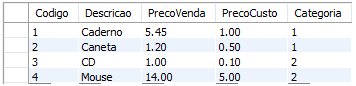 Codigo Descricao PrecoVenda PrecoCusto Categoria
1 Caderno 5.45 1.00 1
2 Caneta 1.20 0.50 1
3 CD 1.00 0.10 2
4 Mouse 14.00 5.00 2